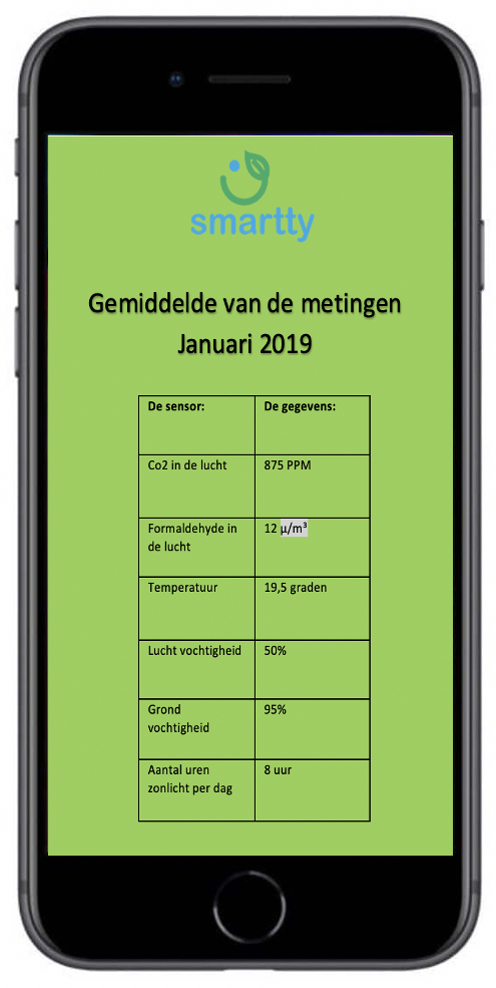 smartty
Gemiddelde van de metingen
Januari 2019
De sensor: De gegevens:
Co2 in de lucht 875 PPM
Formaldehyde in 12 μ/m³
de lucht
Temperatuur 19,5 graden
Lucht vochtigheid 50%
Grond 95%
vochtigheid
Aantal uren 8 uur
zonlicht per dag